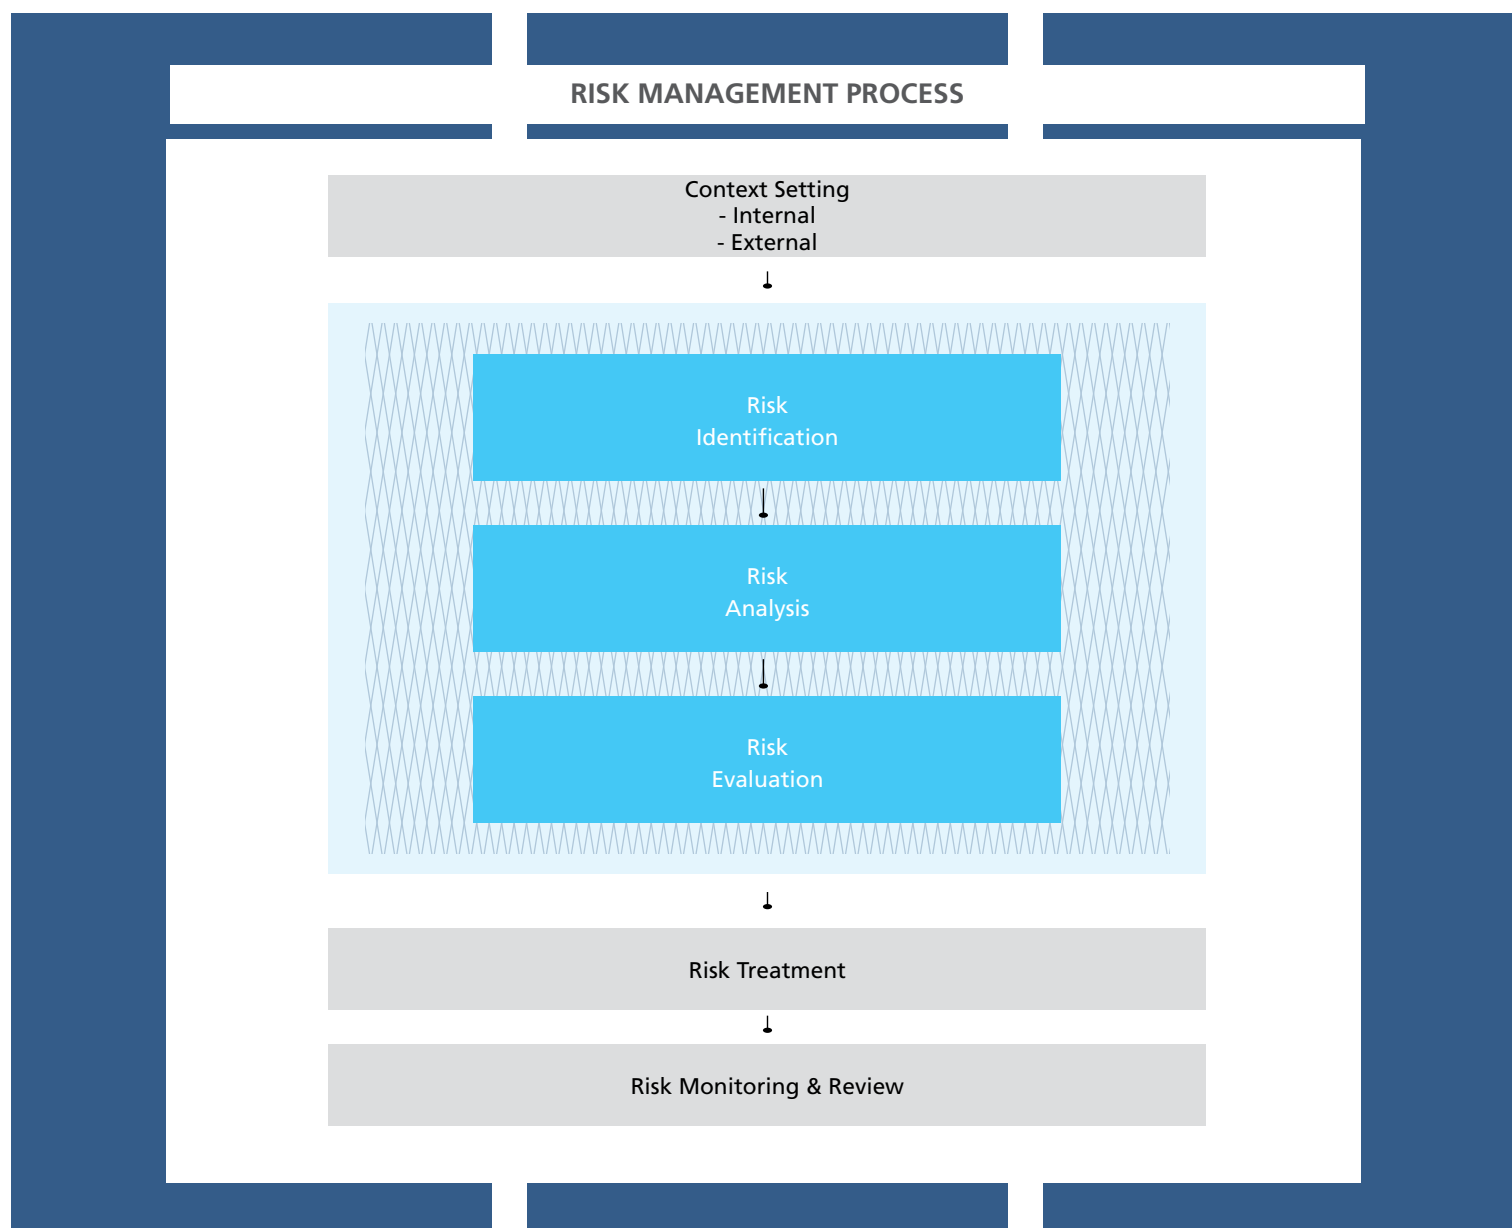 RISK MANAGEMENT PROCESS
Context Setting
- Internal
- External
Risk
Identification
Risk
Analysis
Risk
Evaluation
Risk Treatment
Risk Monitoring & Review